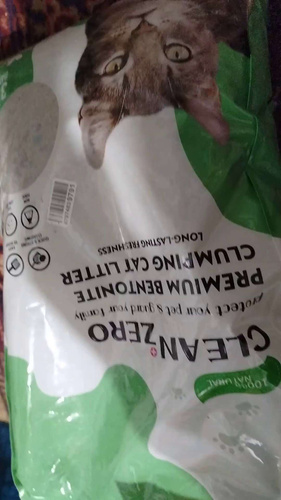 100%
NATURAL
CLEAN ZERO
Protect your pet & guard your family
PREMIUM BENTONITE
CLUMPING CAT LITTER
LONG-LASTING FRESHNESS